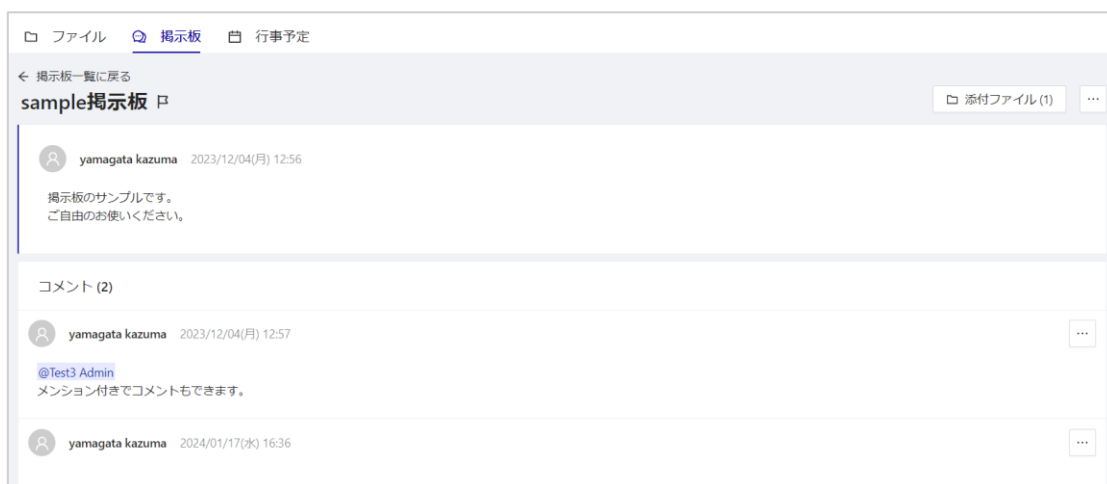 ファイル 掲示板 行事予定
← 掲示板一覧に戻る
sample掲示板
添付ファイル (1) …
yamagata kazuma 2023/12/04(月) 12:56
掲示板のサンプルです。
ご自由のお使いください。
コメント (2)
yamagata kazuma 2023/12/04(月) 12:57 …
@Test3 Admin
メンション付きでコメントもできます。
yamagata kazuma 2024/01/17(水) 16:36 …